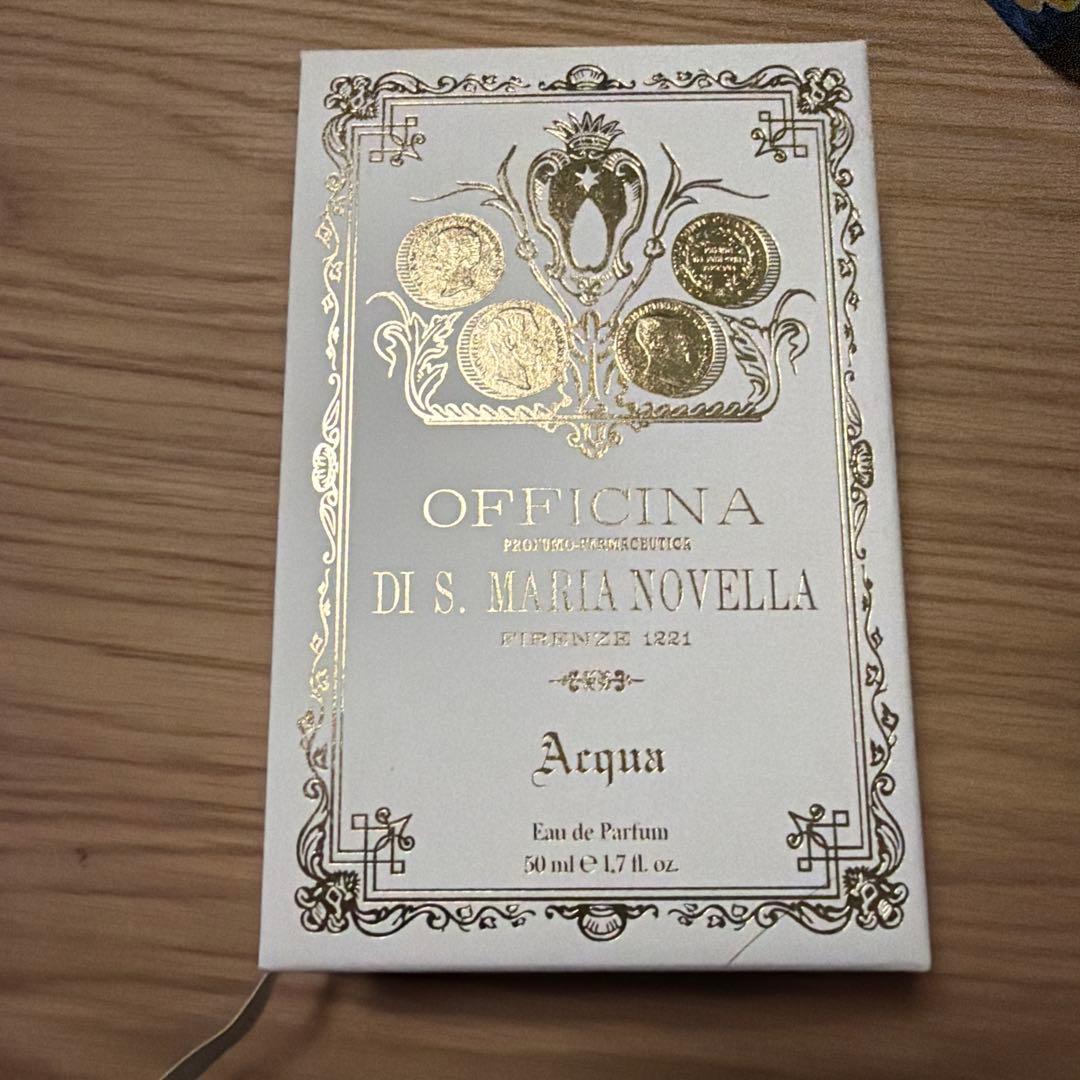 OFFICINA
PROFUMO-FARMACEUTICA
DI S. MARIA NOVELLA
FIRENZE 1221
Acqua
Eau de Parfum
50 ml ℮ 1,7 fl. oz.